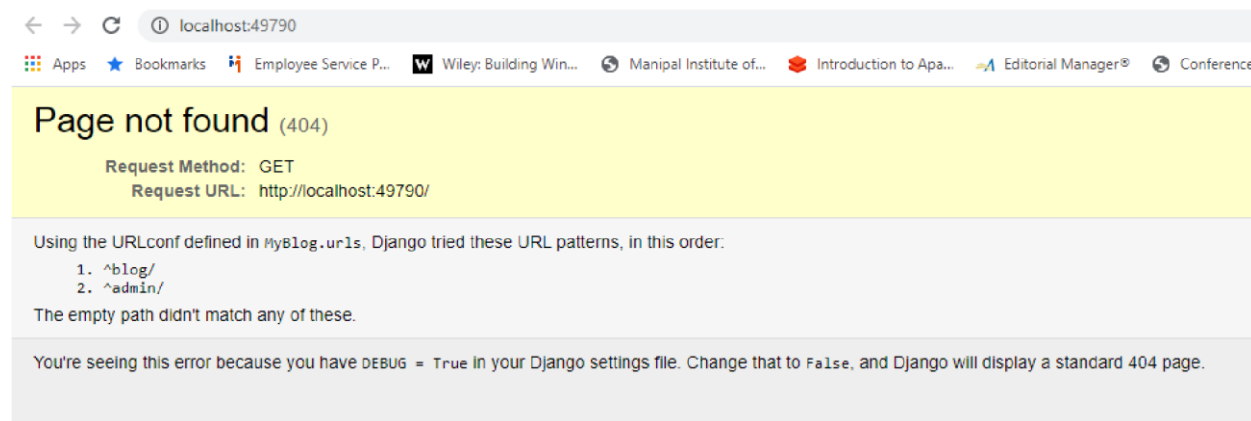 localhost:49790
Apps Bookmarks Employee Service P... Wiley: Building Win... Manipal Institute of... Introduction to Apa... Editorial Manager® Conference
Page not found (404)
Request Method: GET
Request URL: http://localhost:49790/
Using the URLconf defined in MyBlog.urls, Django tried these URL patterns, in this order:
1. ^blog/
2. ^admin/
The empty path didn't match any of these.
You're seeing this error because you have DEBUG = True in your Django settings file. Change that to False, and Django will display a standard 404 page.